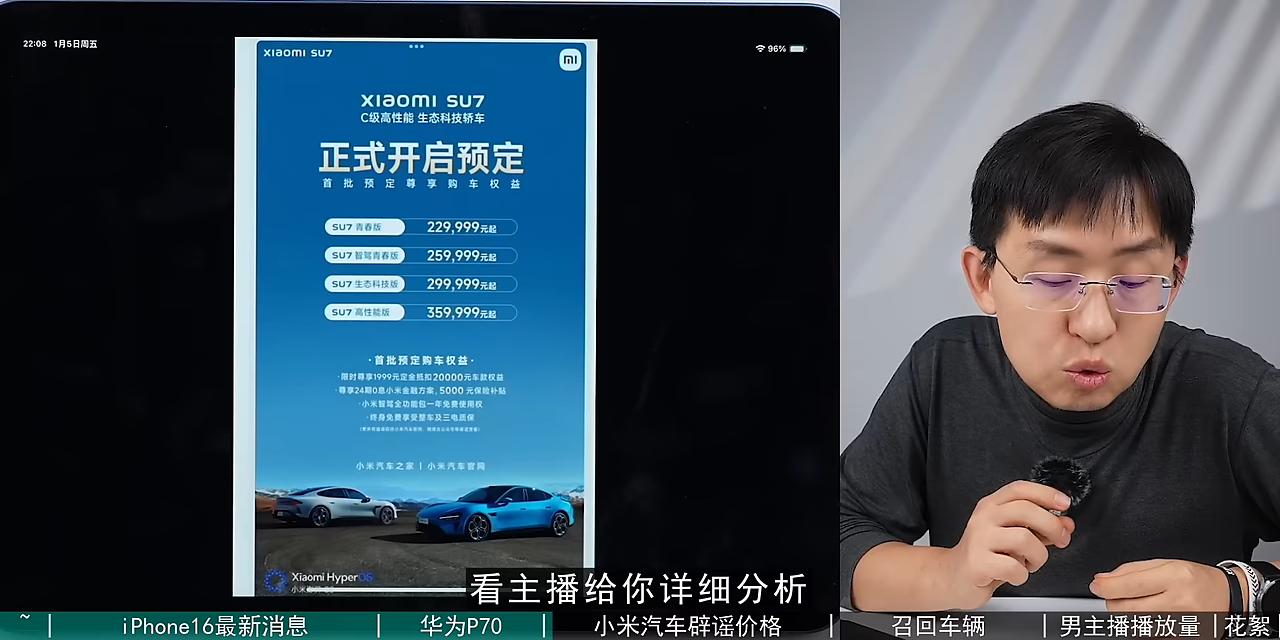 22:08 1月5日周五
96%
XIAOMI SU7
XIAOMI SU7
C级高性能 生态科技轿车
正式开启预定
首批预定尊享购车权益
SU7 青春版 229,999元起
SU7 智驾青春版 259,999元起
SU7 生态科技版 299,999元起
SU7 高性能版 359,999元起
·首批预定购车权益·
·限时尊享1999元定金抵扣20000元车款权益
·尊享24期0息小米金融方案,5000元保险补贴
·小米智驾全功能包一年免费使用权
·终身免费享受整车及三电质保
小米汽车之家 | 小米汽车官网
Xiaomi HyperOS
看主播给你详细分析
~ | iPhone16最新消息 | 华为P70 | 小米汽车辟谣价格 | 召回车辆 | 男主播播放量 | 花絮